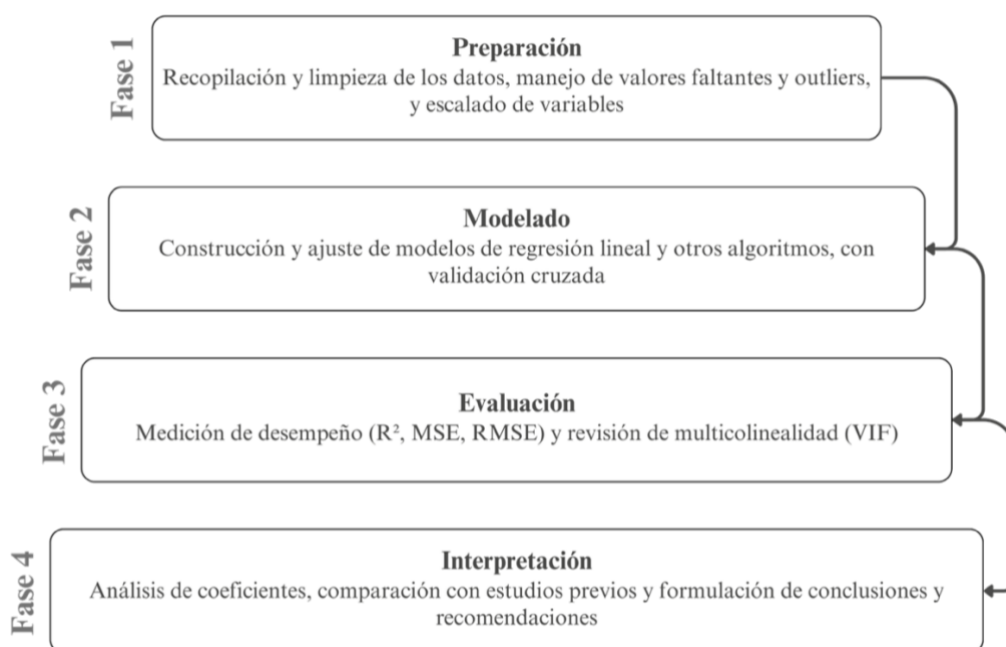 Fase 1
Preparación
Recopilación y limpieza de los datos, manejo de valores faltantes y outliers,
y escalado de variables
Fase 2
Modelado
Construcción y ajuste de modelos de regresión lineal y otros algoritmos, con
validación cruzada
Fase 3
Evaluación
Medición de desempeño (R², MSE, RMSE) y revisión de multicolinealidad (VIF)
Fase 4
Interpretación
Análisis de coeficientes, comparación con estudios previos y formulación de conclusiones y
recomendaciones